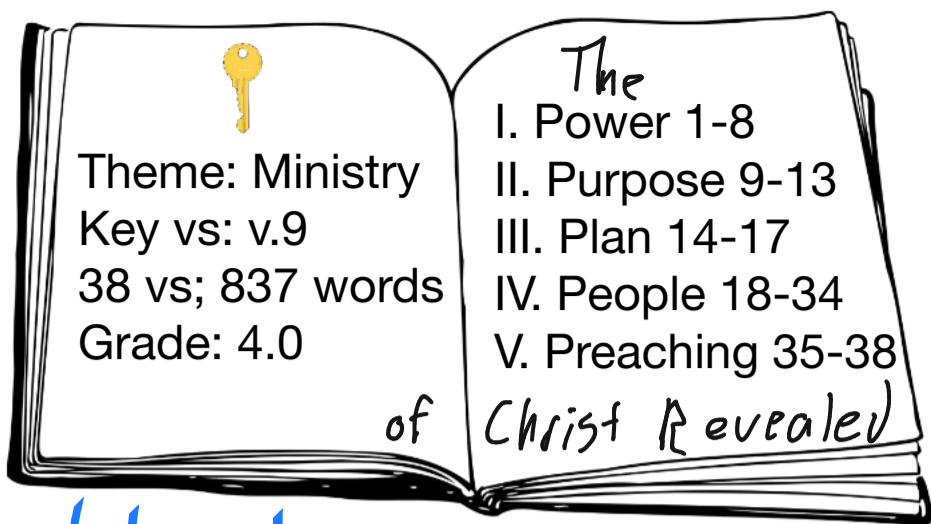 Theme: Ministry
Key vs: v.9
38 vs; 837 words
Grade: 4.0
The
I. Power 1-8
II. Purpose 9-13
III. Plan 14-17
IV. People 18-34
V. Preaching 35-38
of Christ Revealed